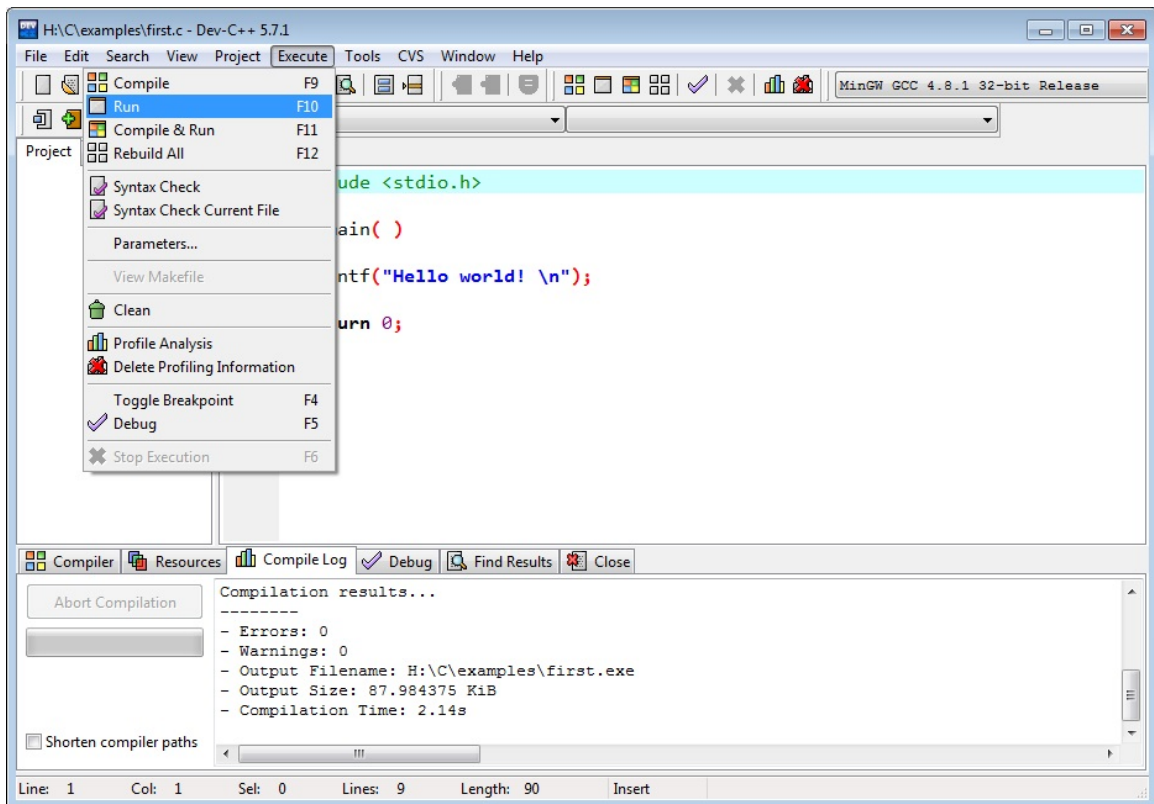 H:\C\examples\first.c - Dev-C++ 5.7.1
File Edit Search View Project Execute Tools CVS Window Help
MinGW GCC 4.8.1 32-bit Release
Compile F9
Run F10
Compile & Run F11
Rebuild All F12
Syntax Check
Syntax Check Current File
Parameters...
View Makefile
Clean
Profile Analysis
Delete Profiling Information
Toggle Breakpoint F4
Debug F5
Stop Execution F6
Project
ude <stdio.h>
ain( )
ntf("Hello world! \n");
urn 0;
Compiler Resources Compile Log Debug Find Results Close
Abort Compilation
Shorten compiler paths
Compilation results...
--------
- Errors: 0
- Warnings: 0
- Output Filename: H:\C\examples\first.exe
- Output Size: 87.984375 KiB
- Compilation Time: 2.14s
Line: 1 Col: 1 Sel: 0 Lines: 9 Length: 90 Insert